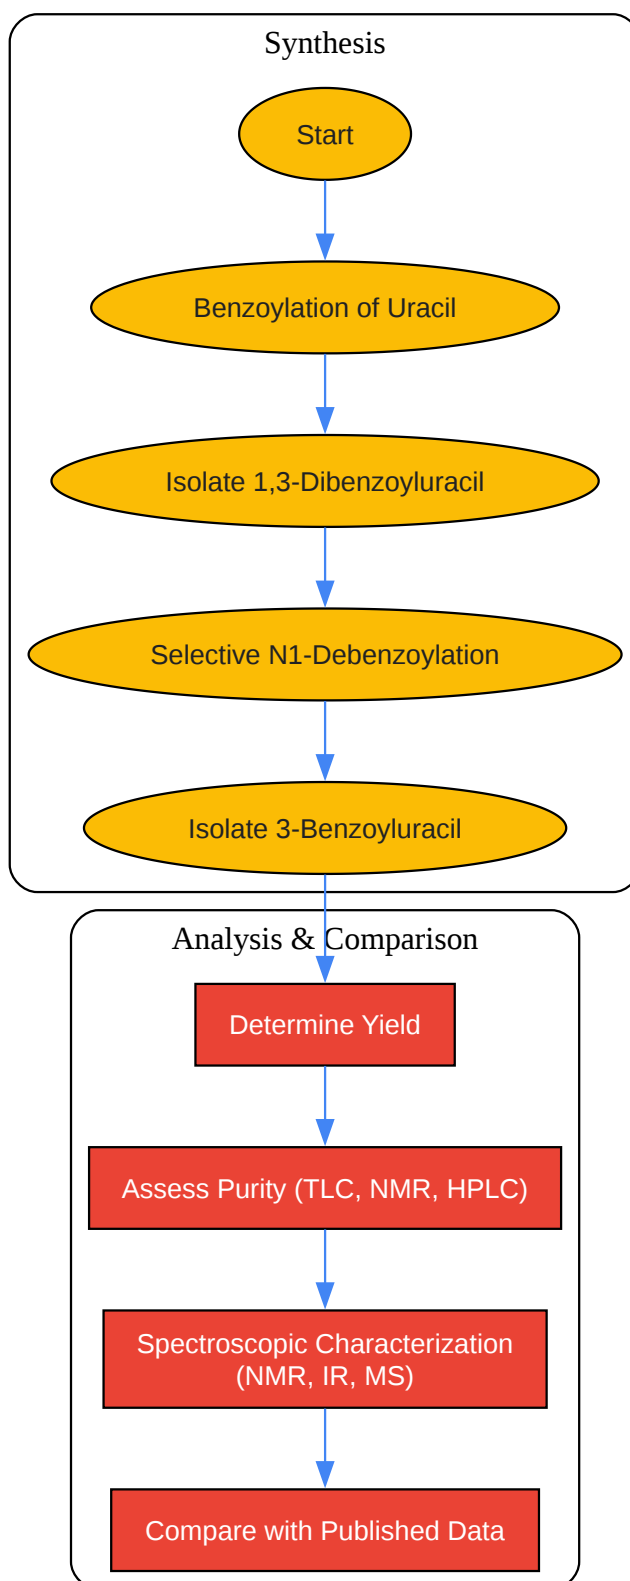 Synthesis
Start
Benzoylation of Uracil
Isolate 1,3-Dibenzoyluracil
Selective N1-Debenzoylation
Isolate 3-Benzoyluracil
Analysis & Comparison
Determine Yield
Assess Purity (TLC, NMR, HPLC)
Spectroscopic Characterization
(NMR, IR, MS)
Compare with Published Data